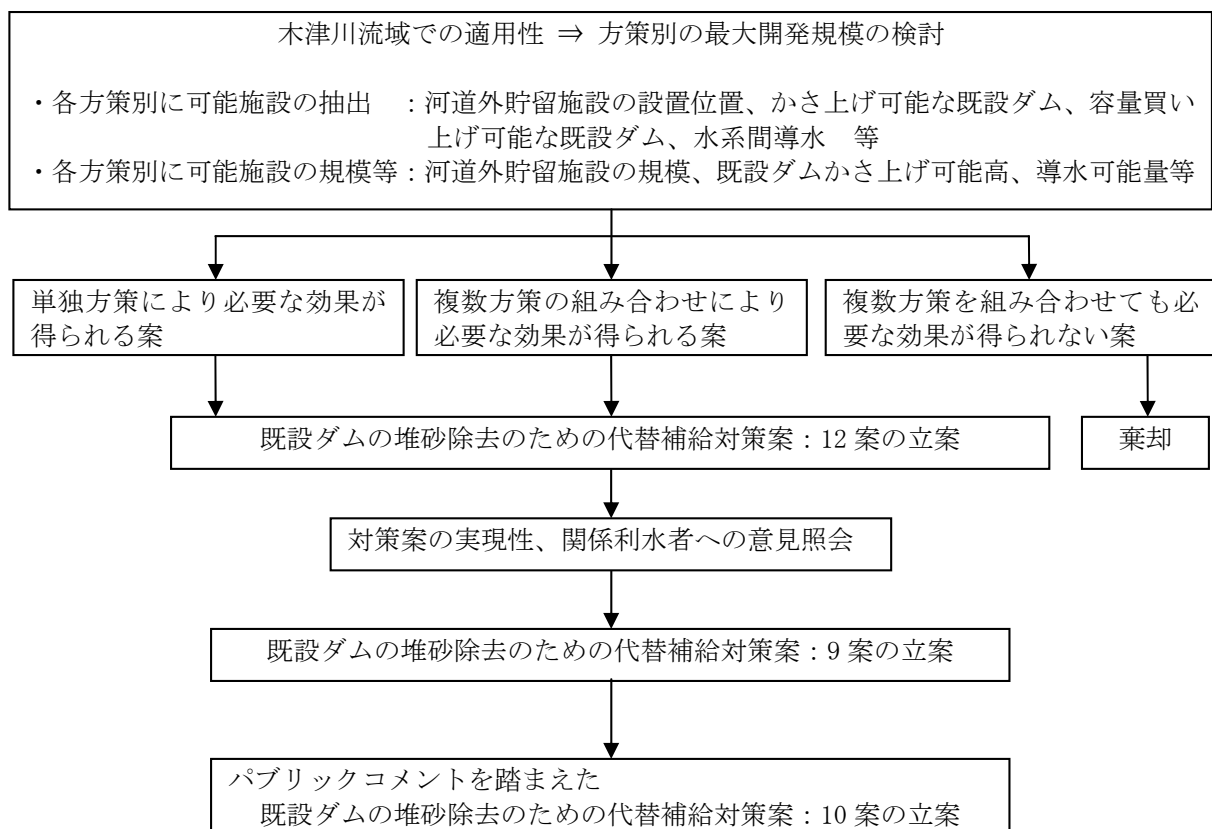 木津川流域での適用性 ⇒ 方策別の最大開発規模の検討
・各方策別に可能施設の抽出 :河道外貯留施設の設置位置、かさ上げ可能な既設ダム、容量買い
上げ可能な既設ダム、水系間導水 等
・各方策別に可能施設の規模等:河道外貯留施設の規模、既設ダムかさ上げ可能高、導水可能量等
単独方策により必要な効果が
得られる案
複数方策の組み合わせにより
必要な効果が得られる案
複数方策を組み合わせても必
要な効果が得られない案
既設ダムの堆砂除去のための代替補給対策案:12 案の立案
棄却
対策案の実現性、関係利水者への意見照会
既設ダムの堆砂除去のための代替補給対策案:9 案の立案
パブリックコメントを踏まえた
既設ダムの堆砂除去のための代替補給対策案:10 案の立案